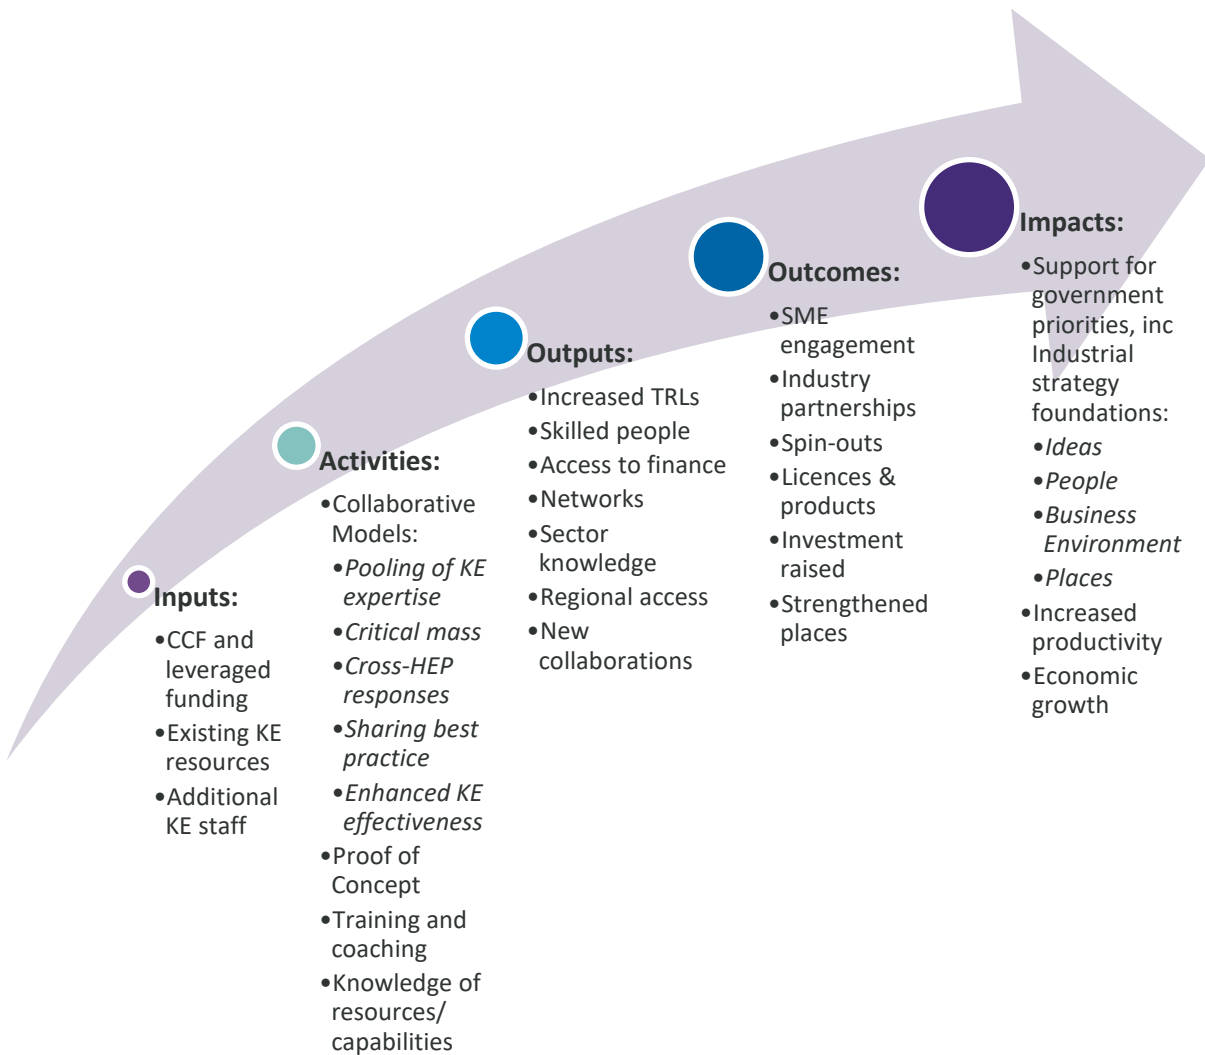 Inputs:
•CCF and
leveraged
funding
•Existing KE
resources
•Additional
KE staff
Activities:
•Collaborative
Models:
•Pooling of KE
expertise
•Critical mass
•Cross-HEP
responses
•Sharing best
practice
•Enhanced KE
effectiveness
•Proof of
Concept
•Training and
coaching
•Knowledge of
resources/
capabilities
Outputs:
•Increased TRLs
•Skilled people
•Access to finance
•Networks
•Sector
knowledge
•Regional access
•New
collaborations
Outcomes:
•SME
engagement
•Industry
partnerships
•Spin-outs
•Licences &
products
•Investment
raised
•Strengthened
places
Impacts:
•Support for
government
priorities, inc
Industrial
strategy
foundations:
•Ideas
•People
•Business
Environment
•Places
•Increased
productivity
•Economic
growth